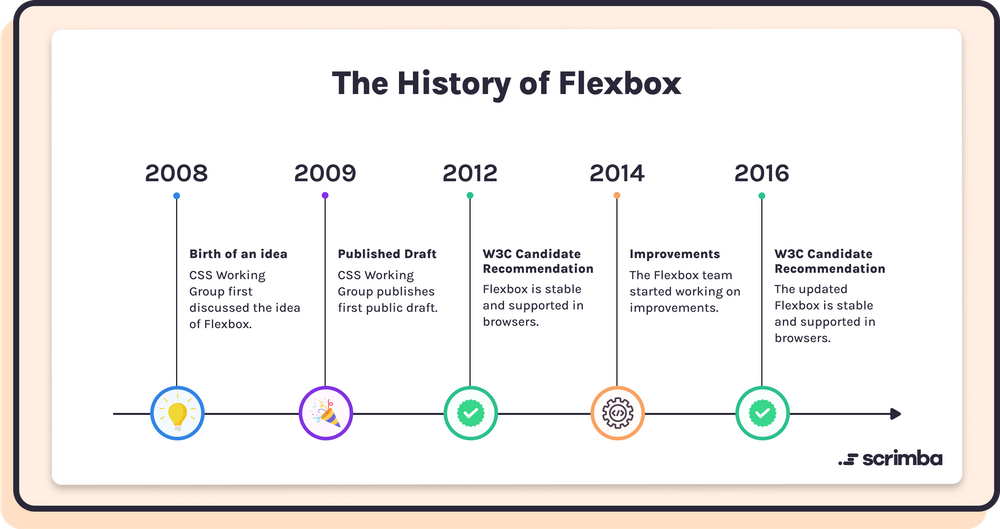 The History of Flexbox
2008
Birth of an idea
CSS Working
Group first
discussed the idea
of Flexbox.
2009
Published Draft
CSS Working
Group publishes
first public draft.
2012
W3C Candidate
Recommendation
Flexbox is stable
and supported in
browsers.
2014
Improvements
The Flexbox team
started working on
improvements.
2016
W3C Candidate
Recommendation
The updated
Flexbox is stable
and supported in
browsers.
</>
scrimba